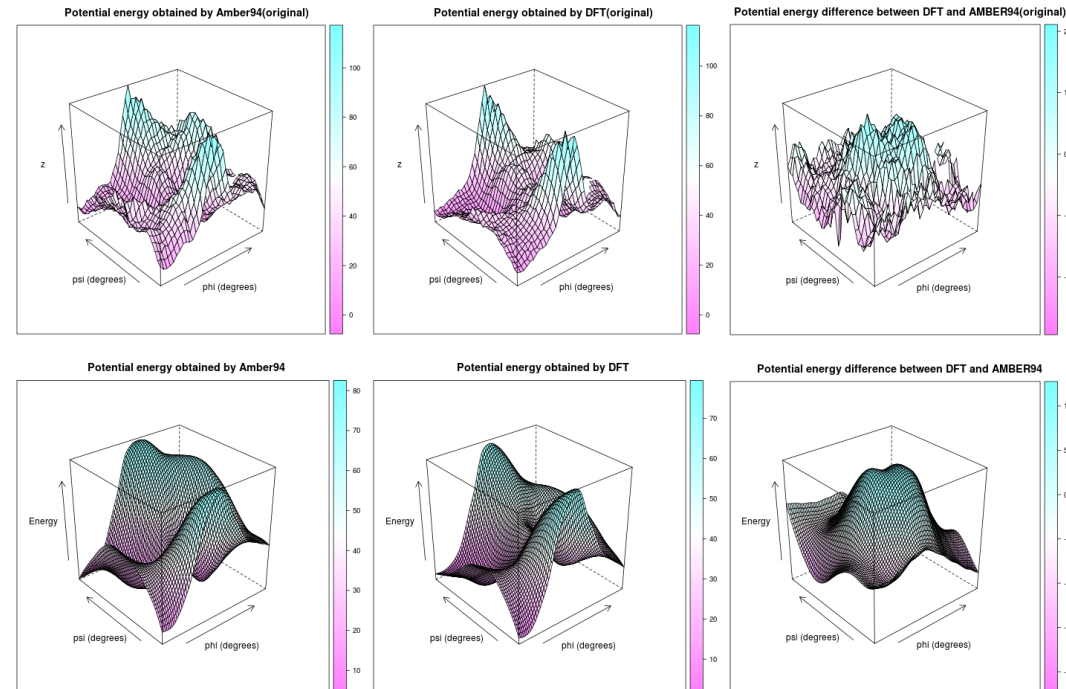 Potential energy obtained by Amber94(original)
Potential energy obtained by DFT(original)
Potential energy difference between DFT and AMBER94(original)
z
psi (degrees)
phi (degrees)
100
80
60
40
20
0
z
psi (degrees)
phi (degrees)
100
80
60
40
20
0
z
psi (degrees)
phi (degrees)
Potential energy obtained by Amber94
Potential energy obtained by DFT
Potential energy difference between DFT and AMBER94
Energy
psi (degrees)
phi (degrees)
80
70
60
50
40
30
20
10
Energy
psi (degrees)
phi (degrees)
70
60
50
40
30
20
10
Energy
psi (degrees)
phi (degrees)